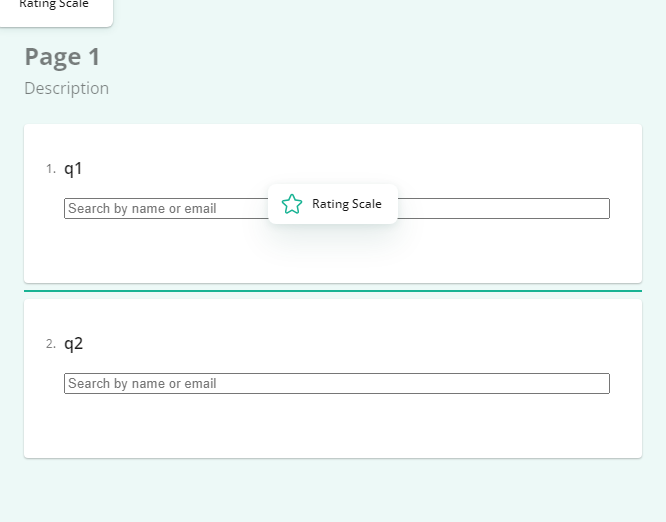 Rating Scale
Page 1
Description
1. q1
Search by name or email
Rating Scale
2. q2
Search by name or email